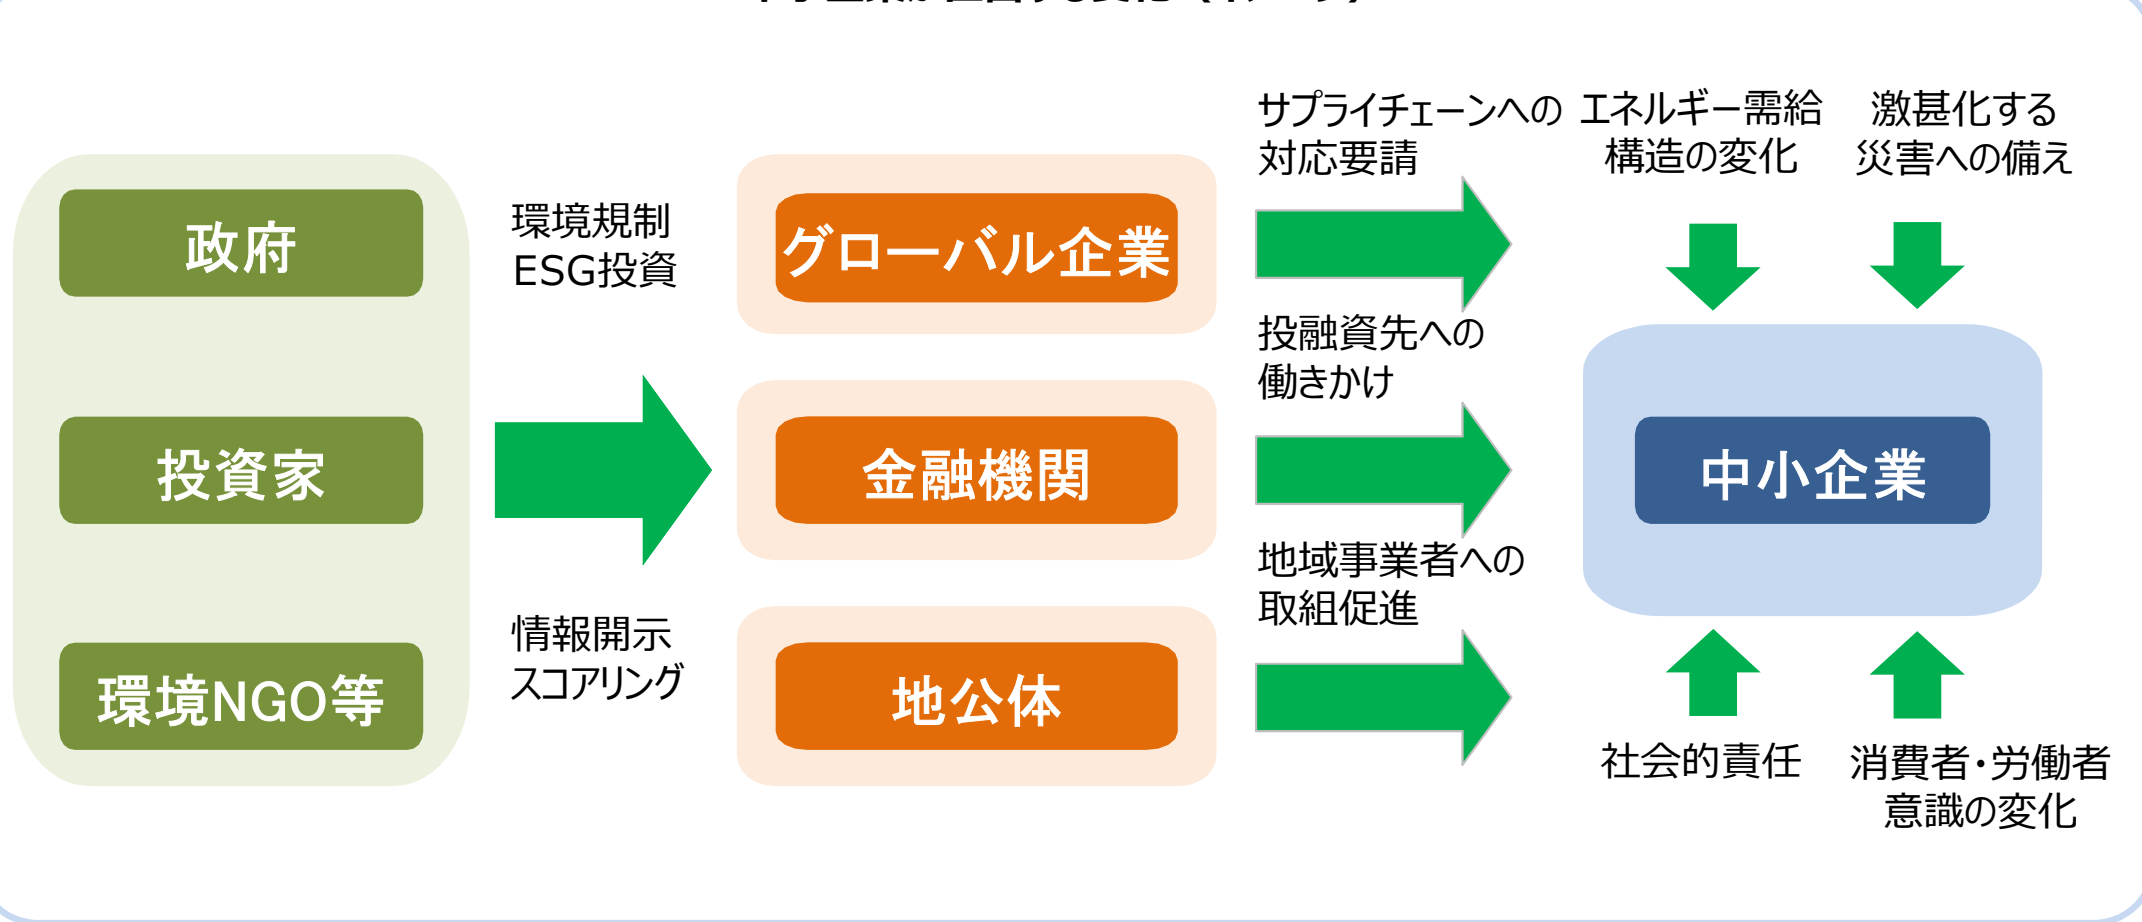 政府
投資家
環境NGO等
環境規制
ESG投資
情報開示
スコアリング
グローバル企業
金融機関
地公体
サプライチェーンへの
対応要請
投融資先への
働きかけ
地域事業者への
取組促進
エネルギー需給
構造の変化
激甚化する
災害への備え
中小企業
社会的責任
消費者・労働者
意識の変化